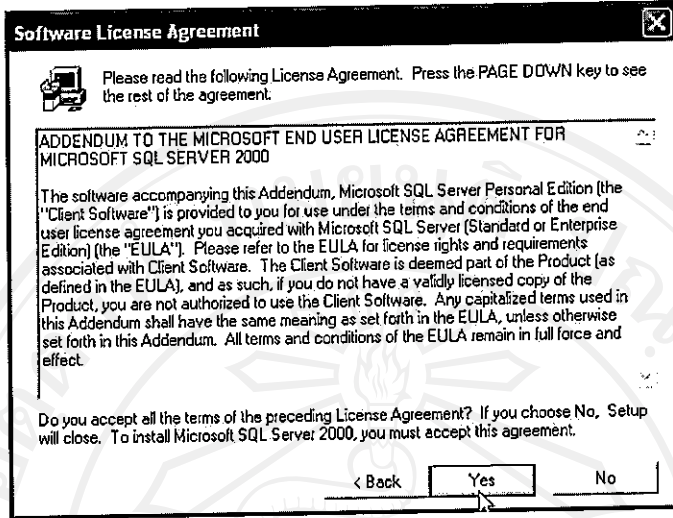 Software License Agreement
Please read the following License Agreement. Press the PAGE DOWN key to see
the rest of the agreement.
ADDENDUM TO THE MICROSOFT END USER LICENSE AGREEMENT FOR
MICROSOFT SQL SERVER 2000
The software accompanying this Addendum, Microsoft SQL Server Personal Edition (the
"Client Software") is provided to you for use under the terms and conditions of the end
user license agreement you acquired with Microsoft SQL Server (Standard or Enterprise
Edition) (the "EULA"). Please refer to the EULA for license rights and requirements
associated with Client Software. The Client Software is deemed part of the Product (as
defined in the EULA), and as such, if you do not have a validly licensed copy of the
Product, you are not authorized to use the Client Software. Any capitalized terms used in
this Addendum shall have the same meaning as set forth in the EULA, unless otherwise
set forth in this Addendum. All terms and conditions of the EULA remain in full force and
effect.
Do you accept all the terms of the preceding License Agreement? If you choose No, Setup
will close. To install Microsoft SQL Server 2000, you must accept this agreement.
< Back
Yes
No